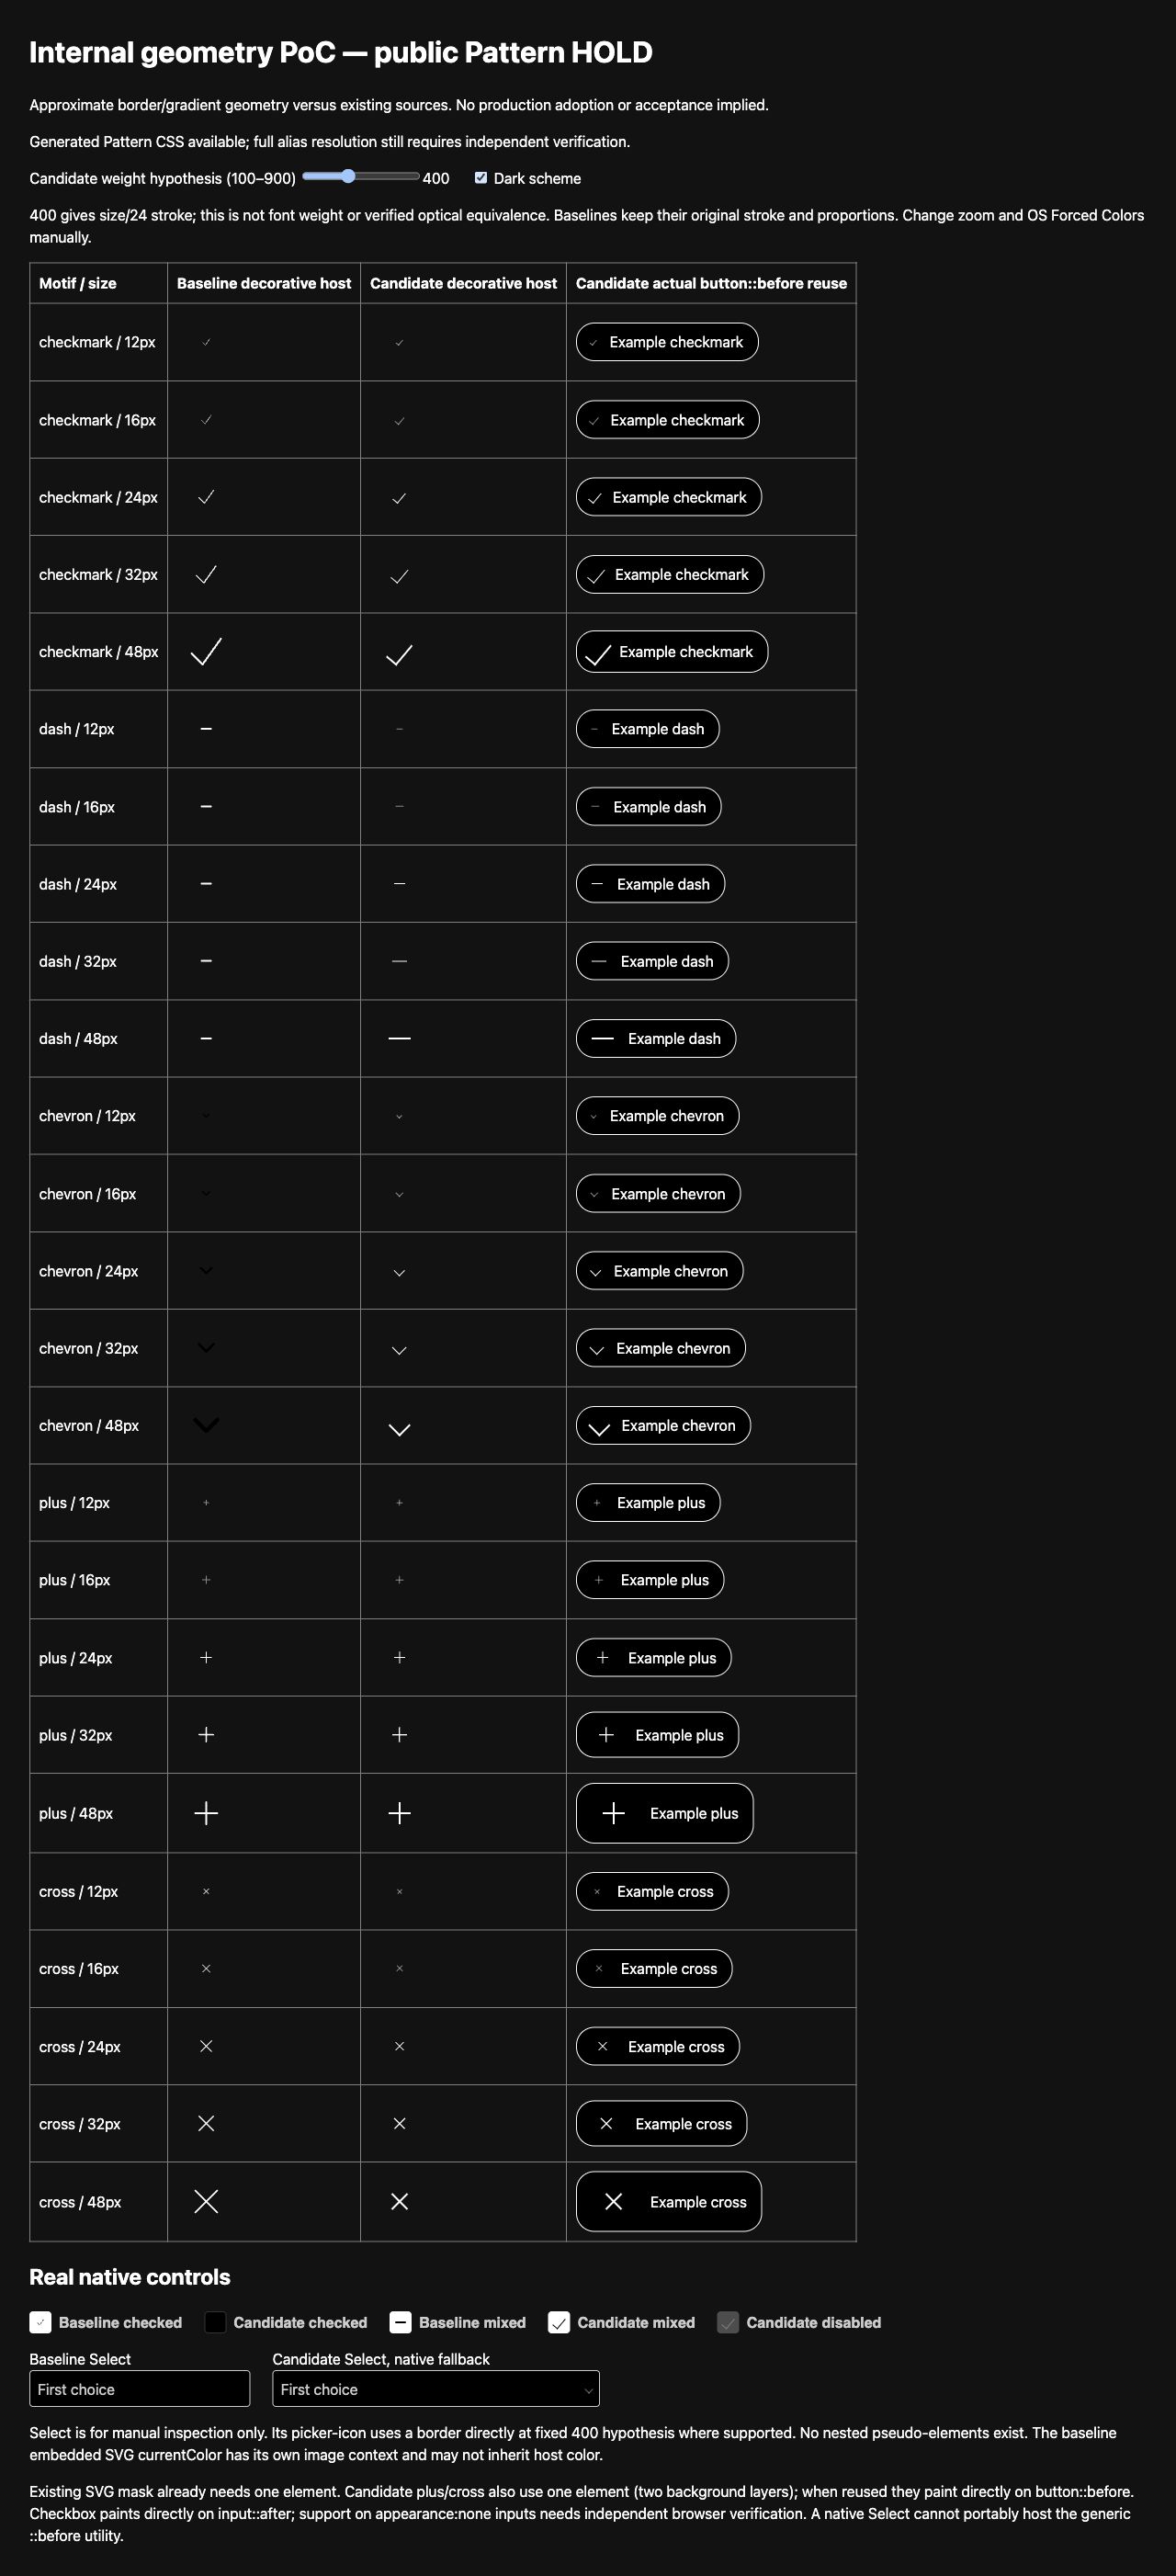 Internal geometry PoC — public Pattern HOLD
Approximate border/gradient geometry versus existing sources. No production adoption or acceptance implied.
Generated Pattern CSS available; full alias resolution still requires independent verification.
Candidate weight hypothesis (100–900) 400 Dark scheme
400 gives size/24 stroke; this is not font weight or verified optical equivalence. Baselines keep their original stroke and proportions. Change zoom and OS Forced Colors
manually.
Motif / size Baseline decorative host Candidate decorative host Candidate actual button::before reuse
checkmark / 12px Example checkmark
checkmark / 16px Example checkmark
checkmark / 24px Example checkmark
checkmark / 32px Example checkmark
checkmark / 48px Example checkmark
dash / 12px Example dash
dash / 16px Example dash
dash / 24px Example dash
dash / 32px Example dash
dash / 48px Example dash
chevron / 12px Example chevron
chevron / 16px Example chevron
chevron / 24px Example chevron
chevron / 32px Example chevron
chevron / 48px Example chevron
plus / 12px Example plus
plus / 16px Example plus
plus / 24px Example plus
plus / 32px Example plus
plus / 48px Example plus
cross / 12px Example cross
cross / 16px Example cross
cross / 24px Example cross
cross / 32px Example cross
cross / 48px Example cross
Real native controls
Baseline checked Candidate checked Baseline mixed Candidate mixed Candidate disabled
Baseline Select Candidate Select, native fallback
First choice First choice
Select is for manual inspection only. Its picker-icon uses a border directly at fixed 400 hypothesis where supported. No nested pseudo-elements exist. The baseline
embedded SVG currentColor has its own image context and may not inherit host color.
Existing SVG mask already needs one element. Candidate plus/cross also use one element (two background layers); when reused they paint directly on button::before.
Checkbox paints directly on input::after; support on appearance:none inputs needs independent browser verification. A native Select cannot portably host the generic
::before utility.